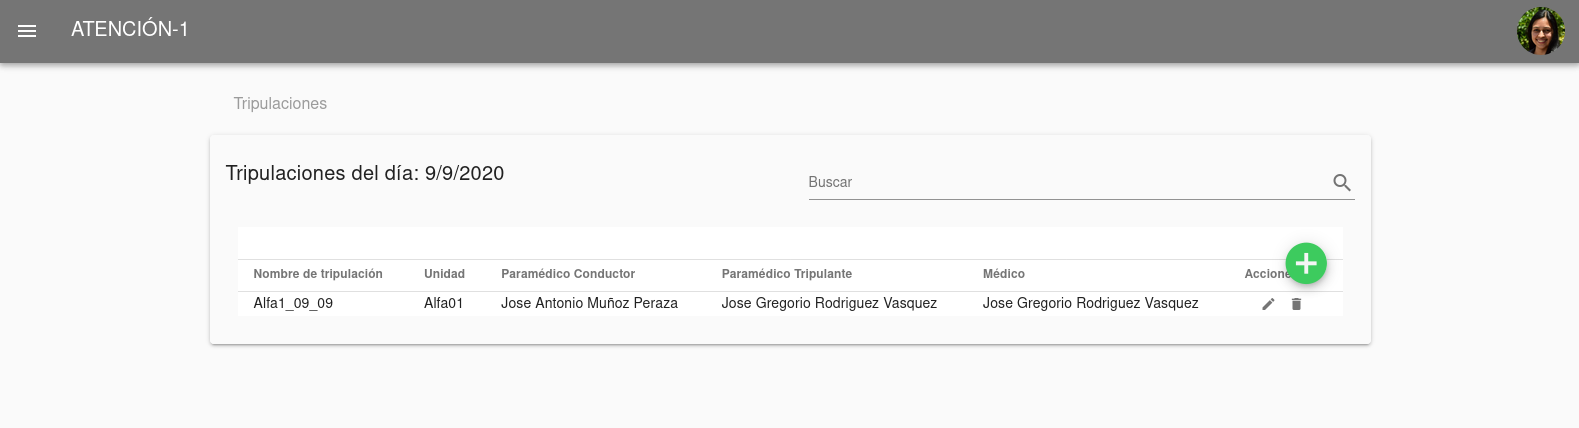 ATENCIÓN-1
Tripulaciones
Tripulaciones del día: 9/9/2020
Buscar
Nombre de tripulación Unidad Paramédico Conductor Paramédico Tripulante Médico
Alfa1_09_09 Alfa01 Jose Antonio Muñoz Peraza Jose Gregorio Rodriguez Vasquez Jose Gregorio Rodriguez Vasquez